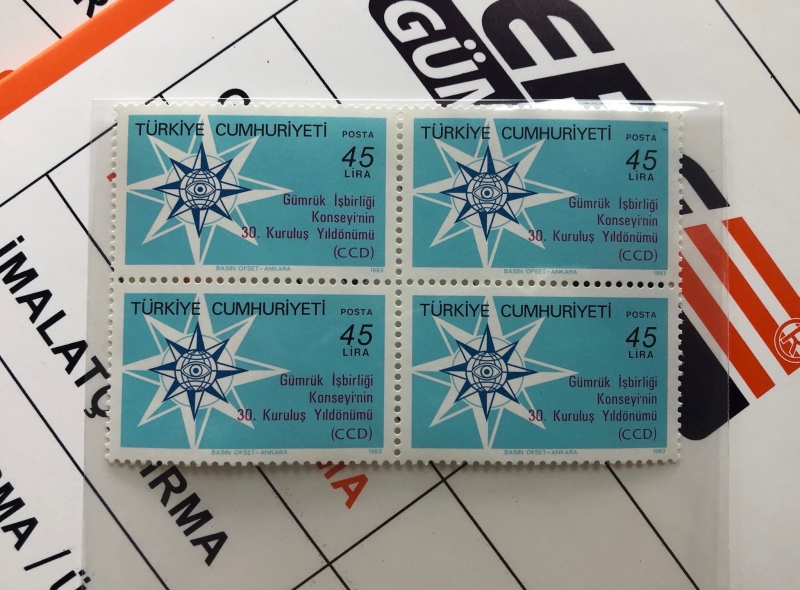 GÜM
TÜRKİYE CUMHURİYETİ POSTA
45
LİRA
Gümrük İşbirliği
Konseyi'nin
30. Kuruluş Yıldönümü
(CCD)
BASIN OFSET-ANKARA 1983
TÜRKİYE CUMHURİYETİ POSTA
45
LİRA
Gümrük İşbirliği
Konseyi'nin
30. Kuruluş Yıldönümü
(CCD)
BASIN OFSET-ANKARA 1983
TÜRKİYE CUMHURİYETİ POSTA
45
LİRA
Gümrük İşbirliği
Konseyi'nin
30. Kuruluş Yıldönümü
(CCD)
BASIN OFSET-ANKARA 1983
TÜRKİYE CUMHURİYETİ POSTA
45
LİRA
Gümrük İşbirliği
Konseyi'nin
30. Kuruluş Yıldönümü
(CCD)
BASIN OFSET-ANKARA 1983
İMALATÇI FİRMA